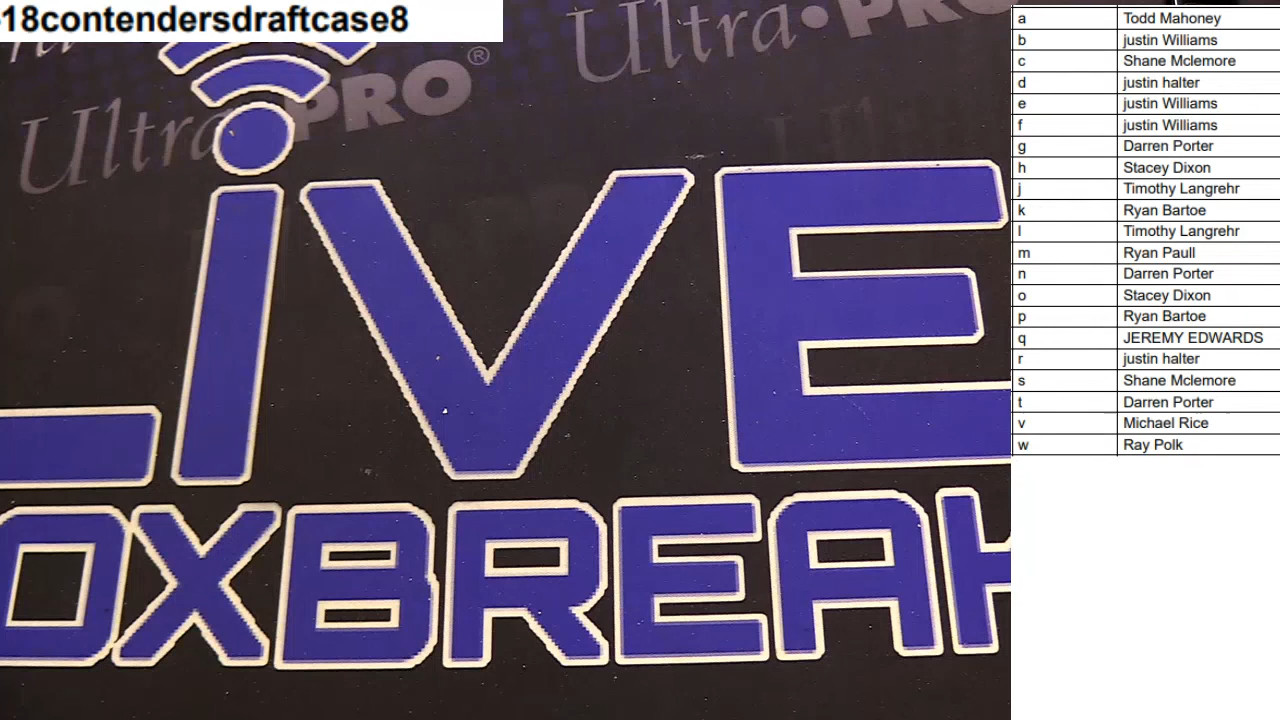 18contendersdraftcase8
Ultra PRO®
Ultra•PRO
LiVE
OXBREAK
a Todd Mahoney
b justin Williams
c Shane Mclemore
d justin halter
e justin Williams
f justin Williams
g Darren Porter
h Stacey Dixon
j Timothy Langrehr
k Ryan Bartoe
l Timothy Langrehr
m Ryan Paull
n Darren Porter
o Stacey Dixon
p Ryan Bartoe
q JEREMY EDWARDS
r justin halter
s Shane Mclemore
t Darren Porter
v Michael Rice
w Ray Polk